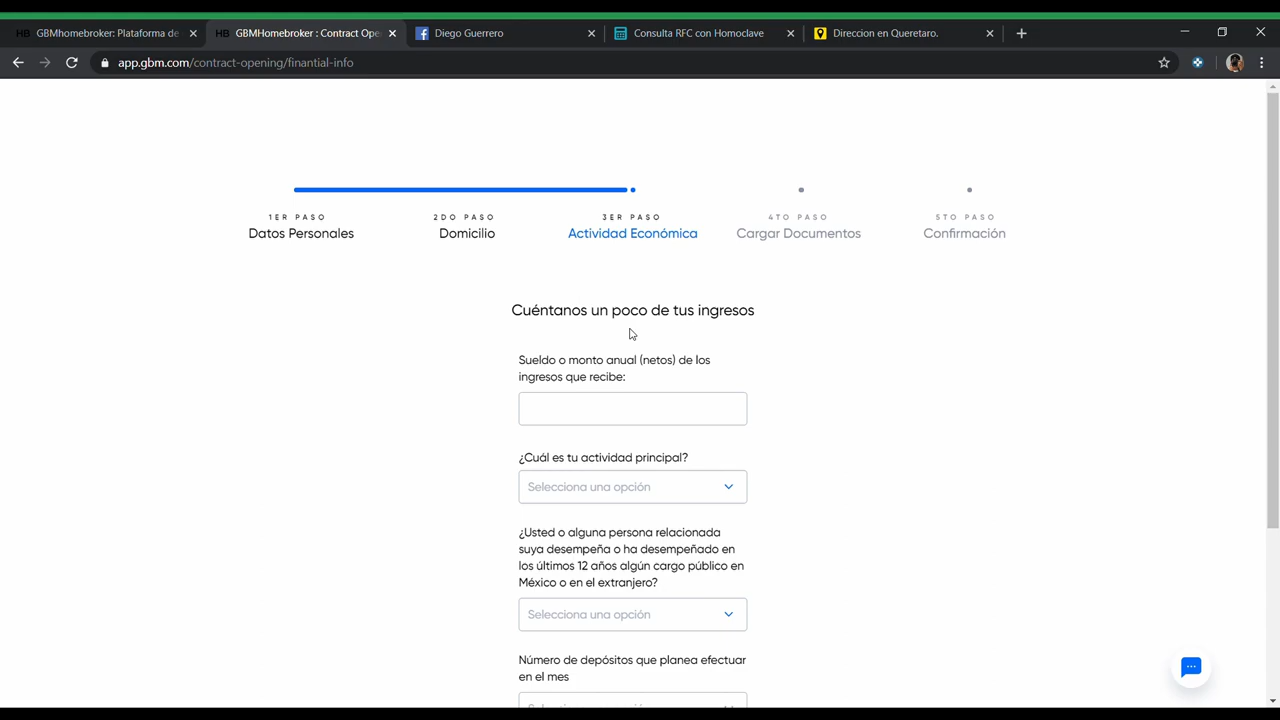 HB GBMhomebroker: Plataforma de
HB GBMHomebroker : Contract Ope
Diego Guerrero
Consulta RFC con Homoclave
Direccion en Queretaro.
app.gbm.com/contract-opening/finantial-info
1ER PASO
Datos Personales
2DO PASO
Domicilio
3ER PASO
Actividad Económica
4TO PASO
Cargar Documentos
5TO PASO
Confirmación
Cuéntanos un poco de tus ingresos
Sueldo o monto anual (netos) de los
ingresos que recibe:
¿Cuál es tu actividad principal?
Selecciona una opción
¿Usted o alguna persona relacionada
suya desempeña o ha desempeñado en
los últimos 12 años algún cargo público en
México o en el extranjero?
Selecciona una opción
Número de depósitos que planea efectuar
en el mes